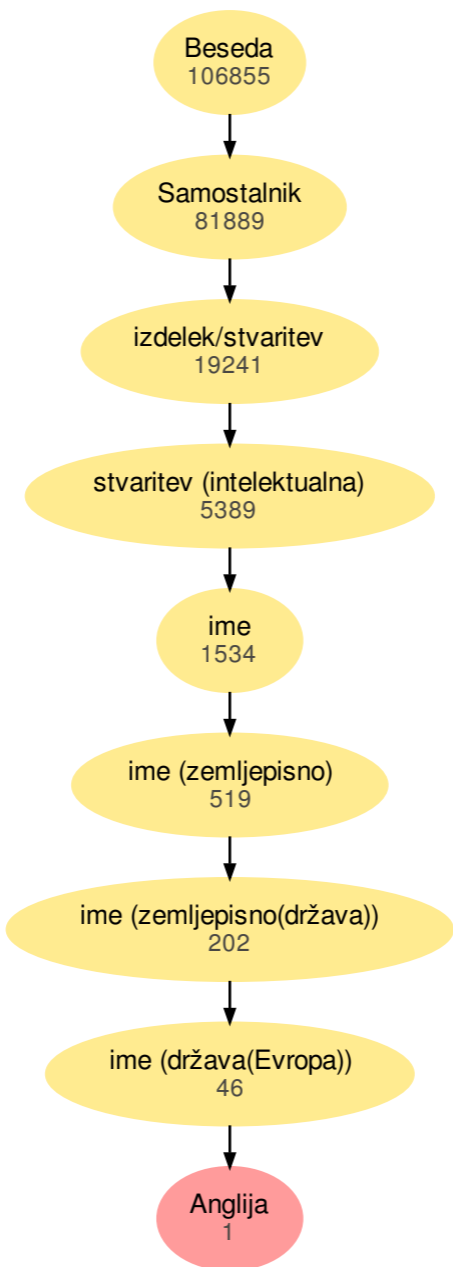 Beseda
106855
Samostalnik
81889
izdelek/stvaritev
19241
stvaritev (intelektualna)
5389
ime
1534
ime (zemljepisno)
519
ime (zemljepisno(država))
202
ime (država(Evropa))
46
Anglija
1